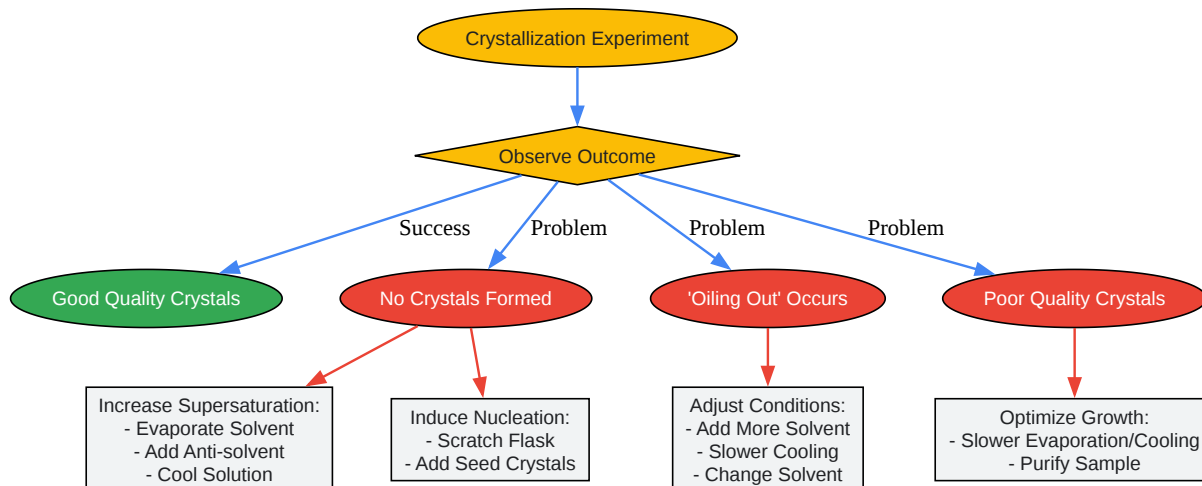 Crystallization Experiment
Observe Outcome
Success
Problem
Problem
Problem
Good Quality Crystals
No Crystals Formed
'Oiling Out' Occurs
Poor Quality Crystals
Increase Supersaturation:
- Evaporate Solvent
- Add Anti-solvent
- Cool Solution
Induce Nucleation:
- Scratch Flask
- Add Seed Crystals
Adjust Conditions:
- Add More Solvent
- Slower Cooling
- Change Solvent
Optimize Growth:
- Slower Evaporation/Cooling
- Purify Sample